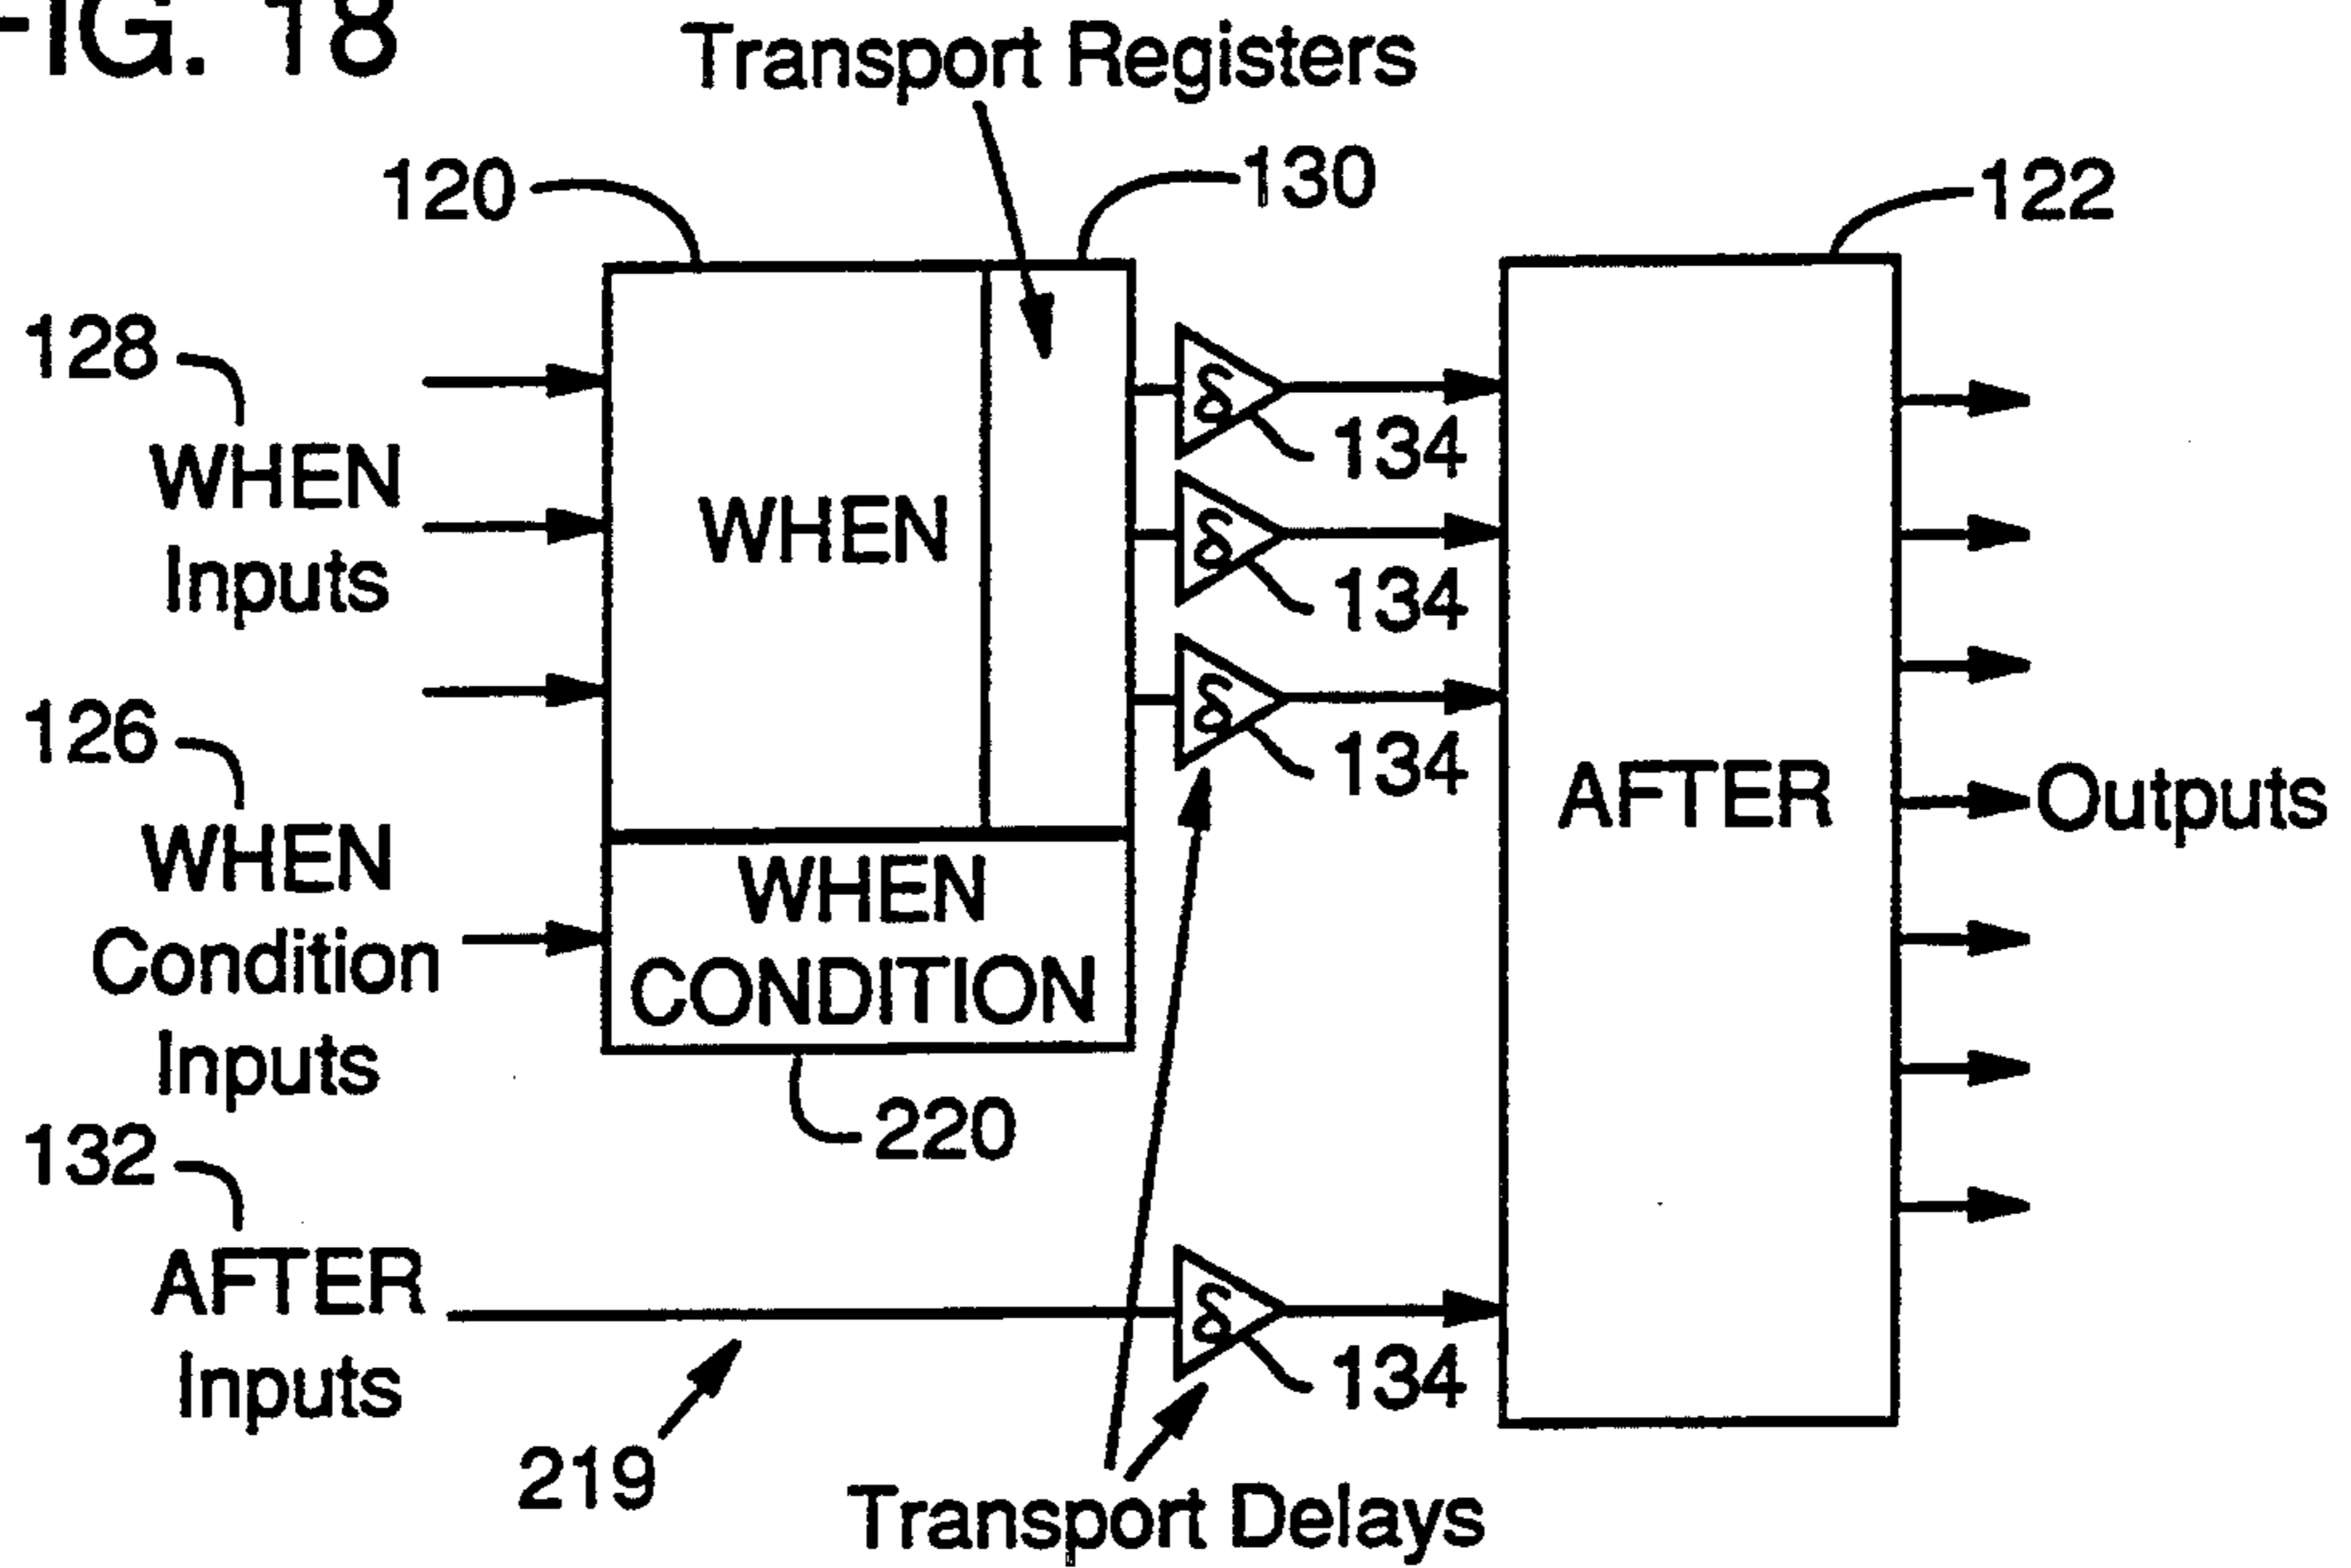 FIG. 18
Transport Registers
120
130
122
128
WHEN
Inputs
WHEN
δ
134
δ
134
δ
134
126
WHEN
Condition
Inputs
WHEN
CONDITION
220
AFTER
Outputs
132
AFTER
Inputs
δ
134
219
Transport Delays